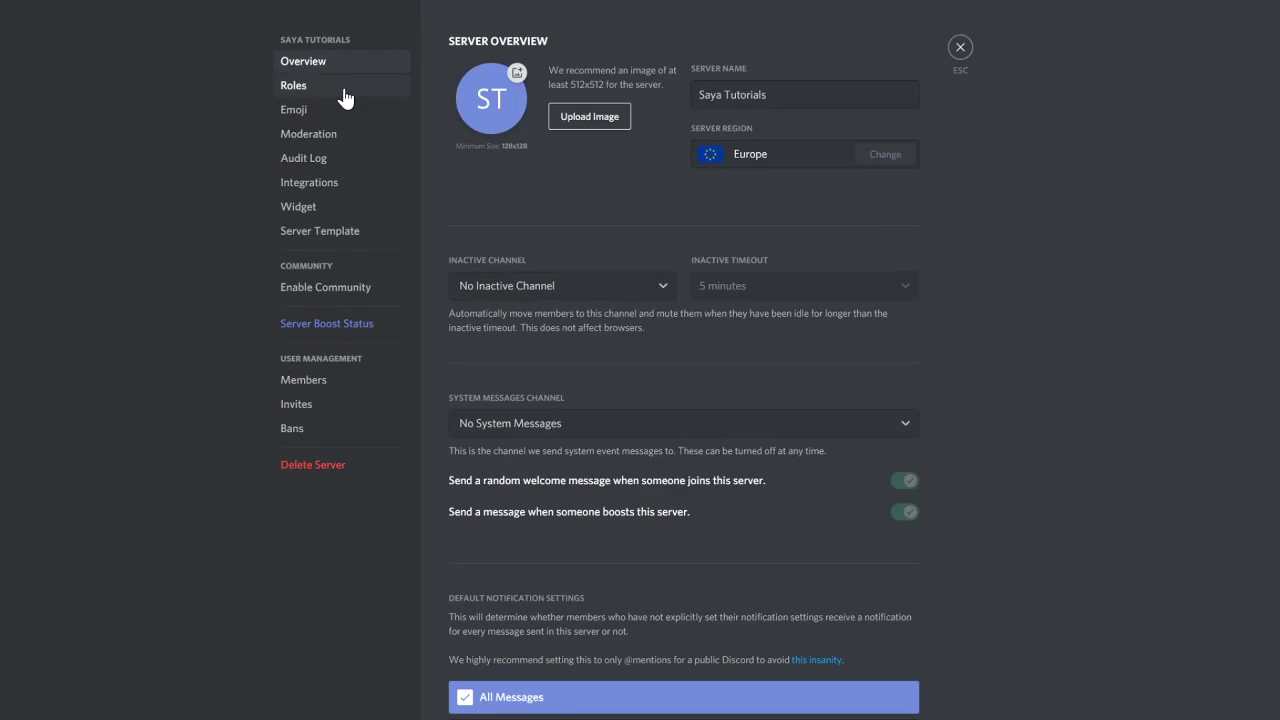 SAYA TUTORIALS
Overview
Roles
Emoji
Moderation
Audit Log
Integrations
Widget
Server Template
COMMUNITY
Enable Community
Server Boost Status
USER MANAGEMENT
Members
Invites
Bans
Delete Server
SERVER OVERVIEW
ST
Minimum Size: 128x128
We recommend an image of at
least 512x512 for the server.
Upload Image
SERVER NAME
Saya Tutorials
SERVER REGION
Europe
Change
ESC
INACTIVE CHANNEL
No Inactive Channel
INACTIVE TIMEOUT
5 minutes
Automatically move members to this channel and mute them when they have been idle for longer than the
inactive timeout. This does not affect browsers.
SYSTEM MESSAGES CHANNEL
No System Messages
This is the channel we send system event messages to. These can be turned off at any time.
Send a random welcome message when someone joins this server.
Send a message when someone boosts this server.
DEFAULT NOTIFICATION SETTINGS
This will determine whether members who have not explicitly set their notification settings receive a notification
for every message sent in this server or not.
We highly recommend setting this to only @mentions for a public Discord to avoid this insanity.
All Messages